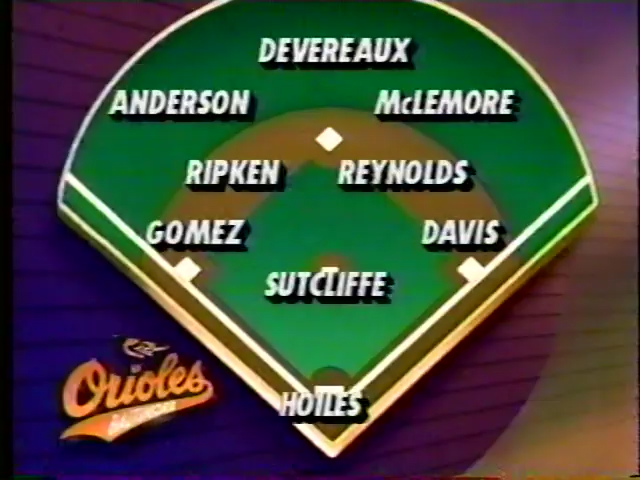 DEVEREAUX
ANDERSON McLEMORE
RIPKEN REYNOLDS
GOMEZ DAVIS
SUTCLIFFE
Orioles
HOILES